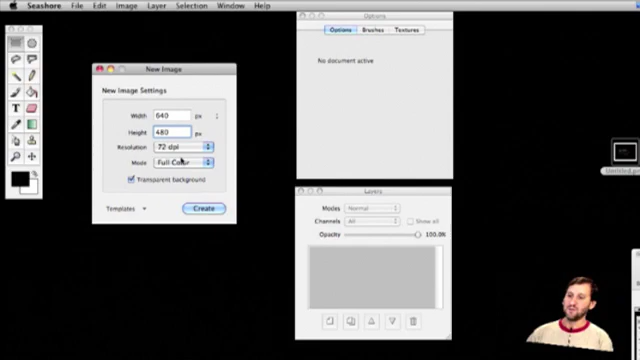 Seashore File Edit Image Layer Selection Window Help
Options
Options Brushes Textures
No document active
New Image
New Image Settings
Width 640 px
Height 480 px
Resolution 72 dpi
Mode Full Color
Transparent background
Templates Create
Layers
Modes Normal
Channels All Show all
Opacity 100.0%
T